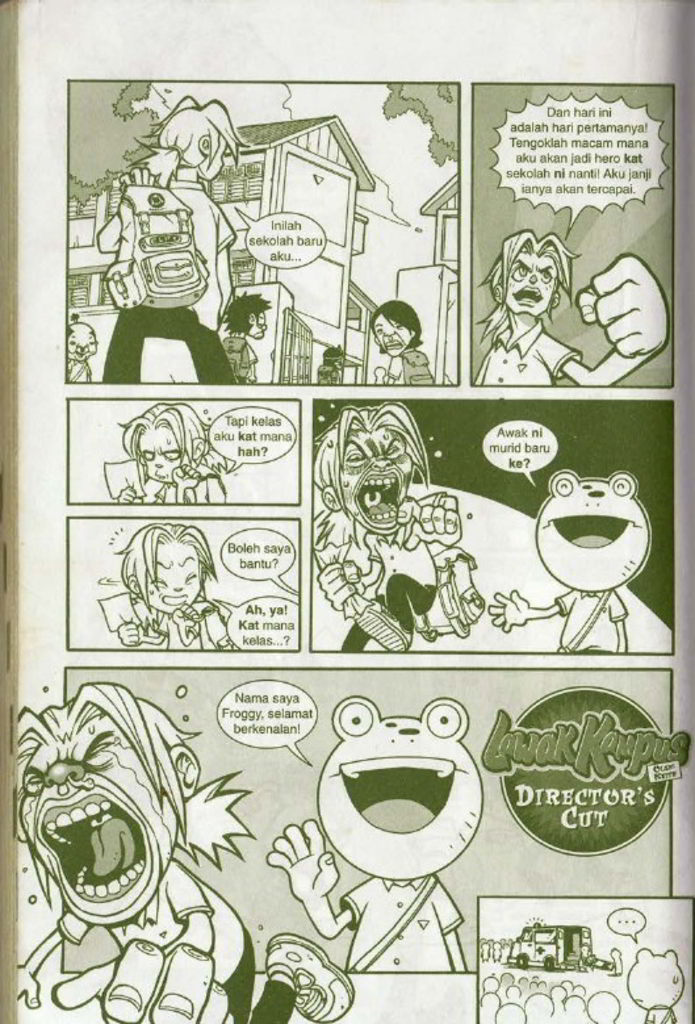 Inilah
sekolah baru
aku...
Dan hari ini
adalah hari pertamanya!
Tengoklah macam mana
aku akan jadi hero kat
sekolah ni nanti! Aku janji
ianya akan tercapai.
Tapi kelas
aku kat mana
hah?
Awak ni
murid baru
ke?
Boleh saya
bantu?
Ah, ya!
Kat mana
kelas...?
Nama saya
Froggy, selamat
berkenalan!
Lawak Kampus
DIRECTOR'S
CUT
...